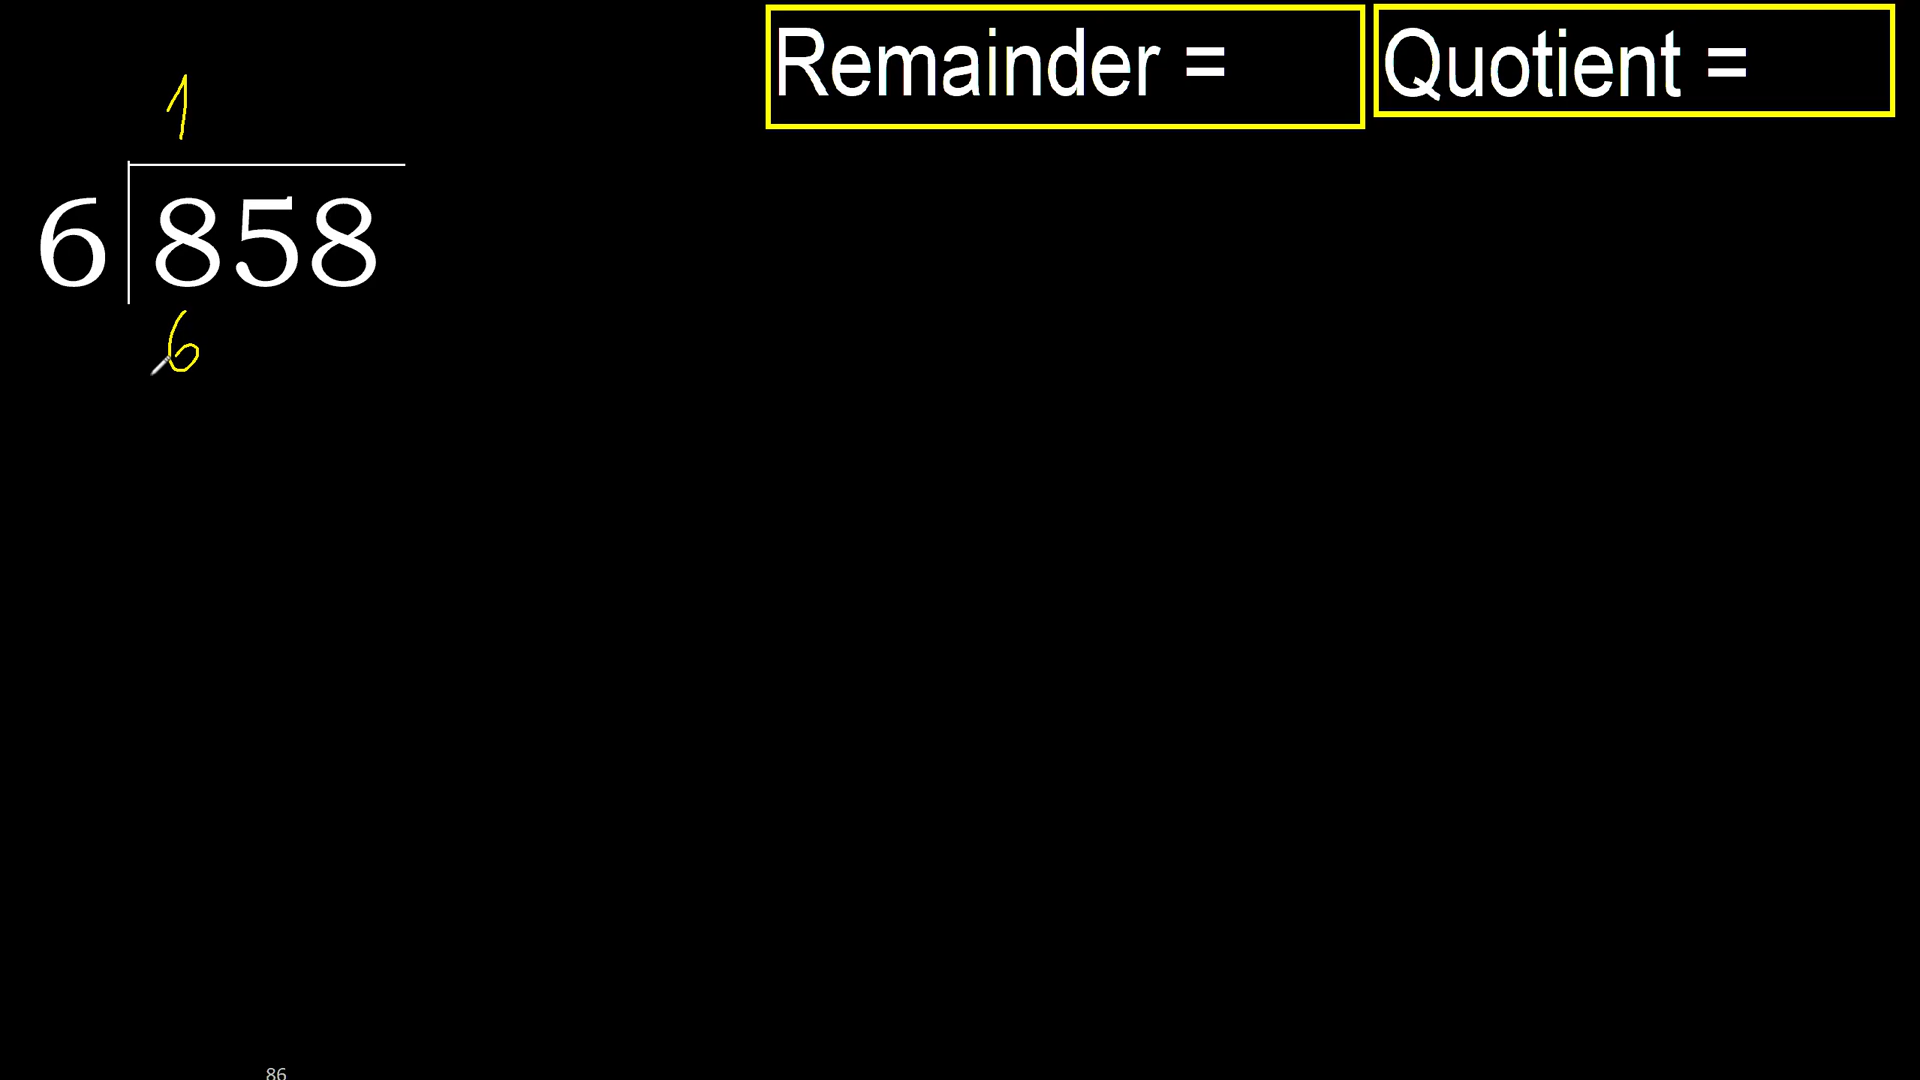 Remainder = Quotient =
1
6 858
6
86